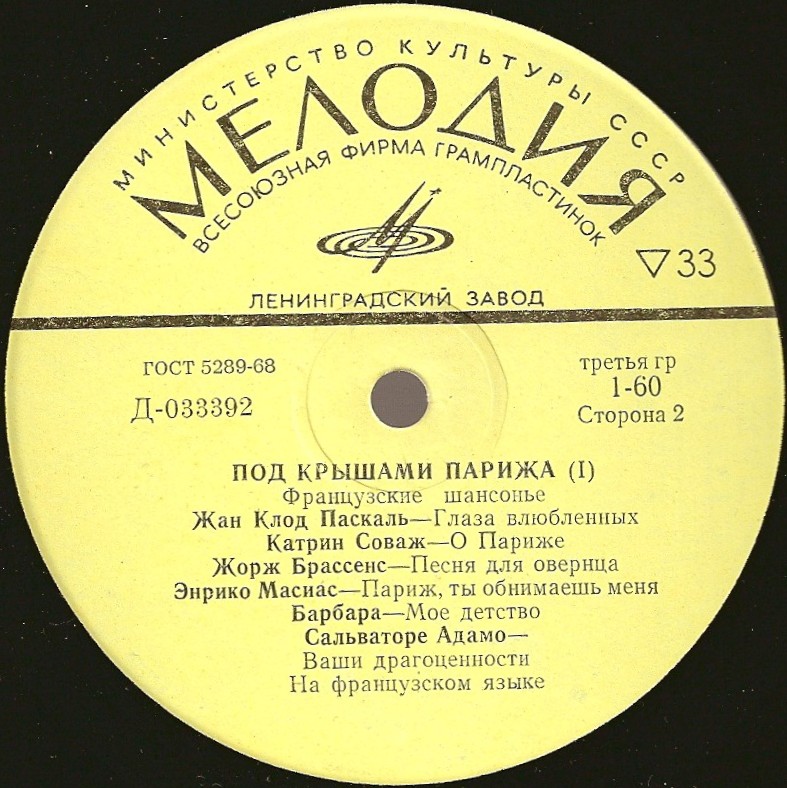 МИНИСТЕРСТВО КУЛЬТУРЫ СССР
МЕЛОДИЯ
ВСЕСОЮЗНАЯ ФИРМА ГРАМПЛАСТИНОК
▽33
ЛЕНИНГРАДСКИЙ ЗАВОД
ГОСТ 5289-68
третья гр
Д-033392
1-60
Сторона 2
ПОД КРЫШАМИ ПАРИЖА (I)
Французские шансонье
Жан Клод Паскаль—Глаза влюбленных
Катрин Соваж—О Париже
Жорж Брассенс—Песня для овернца
Энрико Масиас—Париж, ты обнимаешь меня
Барбара—Мое детство
Сальваторе Адамо—
Ваши драгоценности
На французском языке